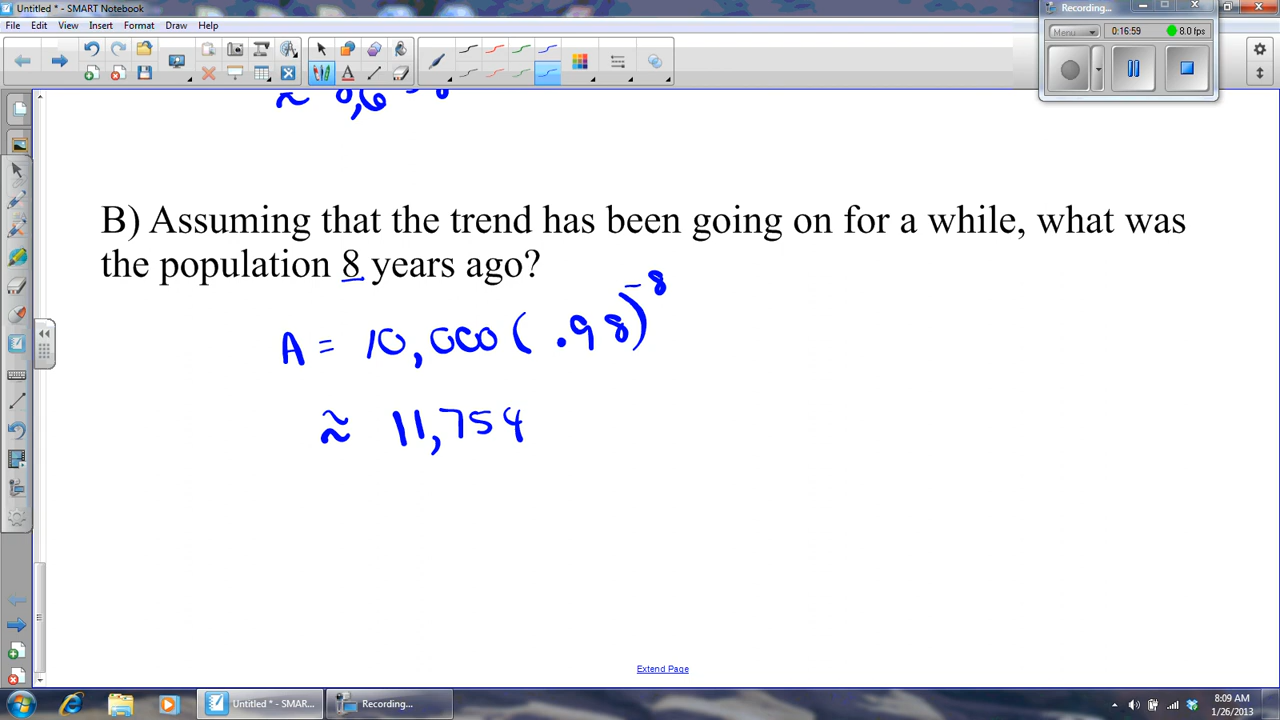 Untitled * - SMART Notebook
File Edit View Insert Format Draw Help
Recording...
Menu
0:16:59
8.0 fps
B) Assuming that the trend has been going on for a while, what was
the population 8 years ago?
A = 10,000 ( .98)^-8
≈ 11,754
Extend Page
Untitled * - SMAR...
Recording...
8:09 AM
1/26/2013